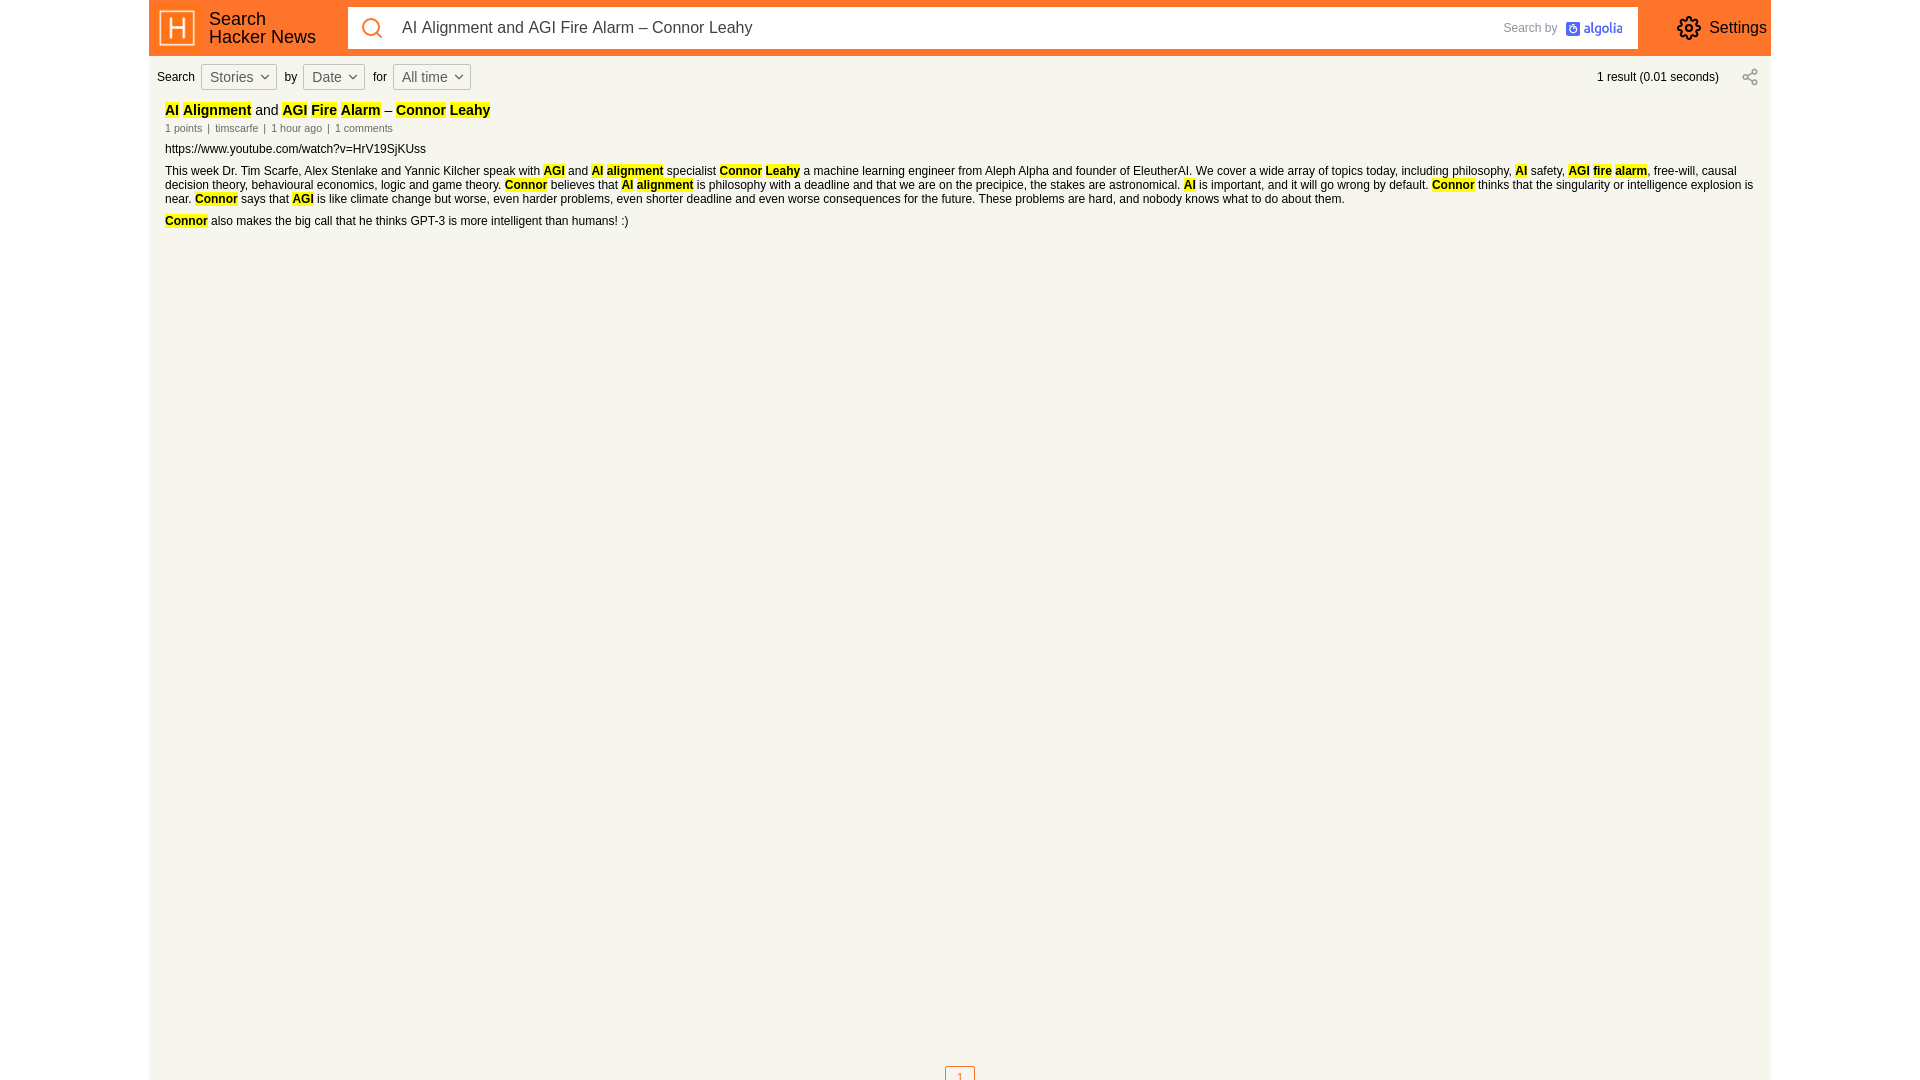 H
Search
Hacker News
AI Alignment and AGI Fire Alarm – Connor Leahy
Search by algolia
Settings
Search Stories by Date for All time
1 result (0.01 seconds)
AI Alignment and AGI Fire Alarm – Connor Leahy
1 points | timscarfe | 1 hour ago | 1 comments
https://www.youtube.com/watch?v=HrV19SjKUss
This week Dr. Tim Scarfe, Alex Stenlake and Yannic Kilcher speak with AGI and AI alignment specialist Connor Leahy a machine learning engineer from Aleph Alpha and founder of EleutherAI. We cover a wide array of topics today, including philosophy, AI safety, AGI fire alarm, free-will, causal
decision theory, behavioural economics, logic and game theory. Connor believes that AI alignment is philosophy with a deadline and that we are on the precipice, the stakes are astronomical. AI is important, and it will go wrong by default. Connor thinks that the singularity or intelligence explosion is
near. Connor says that AGI is like climate change but worse, even harder problems, even shorter deadline and even worse consequences for the future. These problems are hard, and nobody knows what to do about them.
Connor also makes the big call that he thinks GPT-3 is more intelligent than humans! :)
1